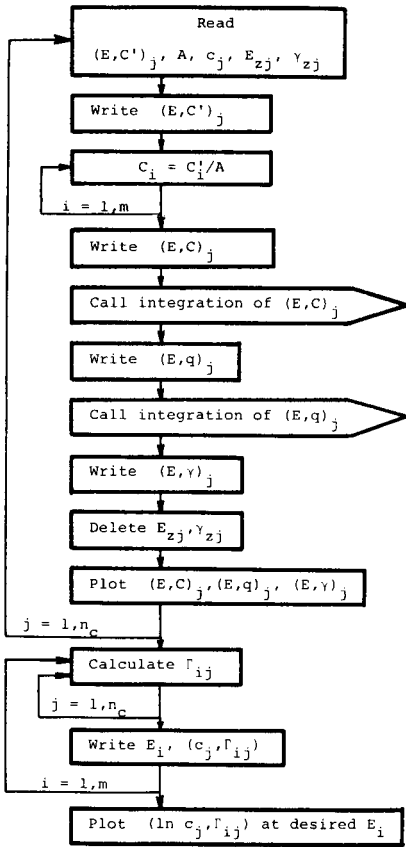 Read
(E,C')j, A, cj, Ezj, γzj
Write (E,C')j
Ci = C'i/A
i = 1,m
Write (E,C)j
Call integration of (E,C)j
Write (E,q)j
Call integration of (E,q)j
Write (E,γ)j
Delete Ezj,γzj
Plot (E,C)j,(E,q)j, (E,γ)j
j = 1,nc
Calculate Γij
j = 1,nc
Write Ei, (cj,Γij)
i = 1,m
Plot (ln cj,Γij) at desired Ei